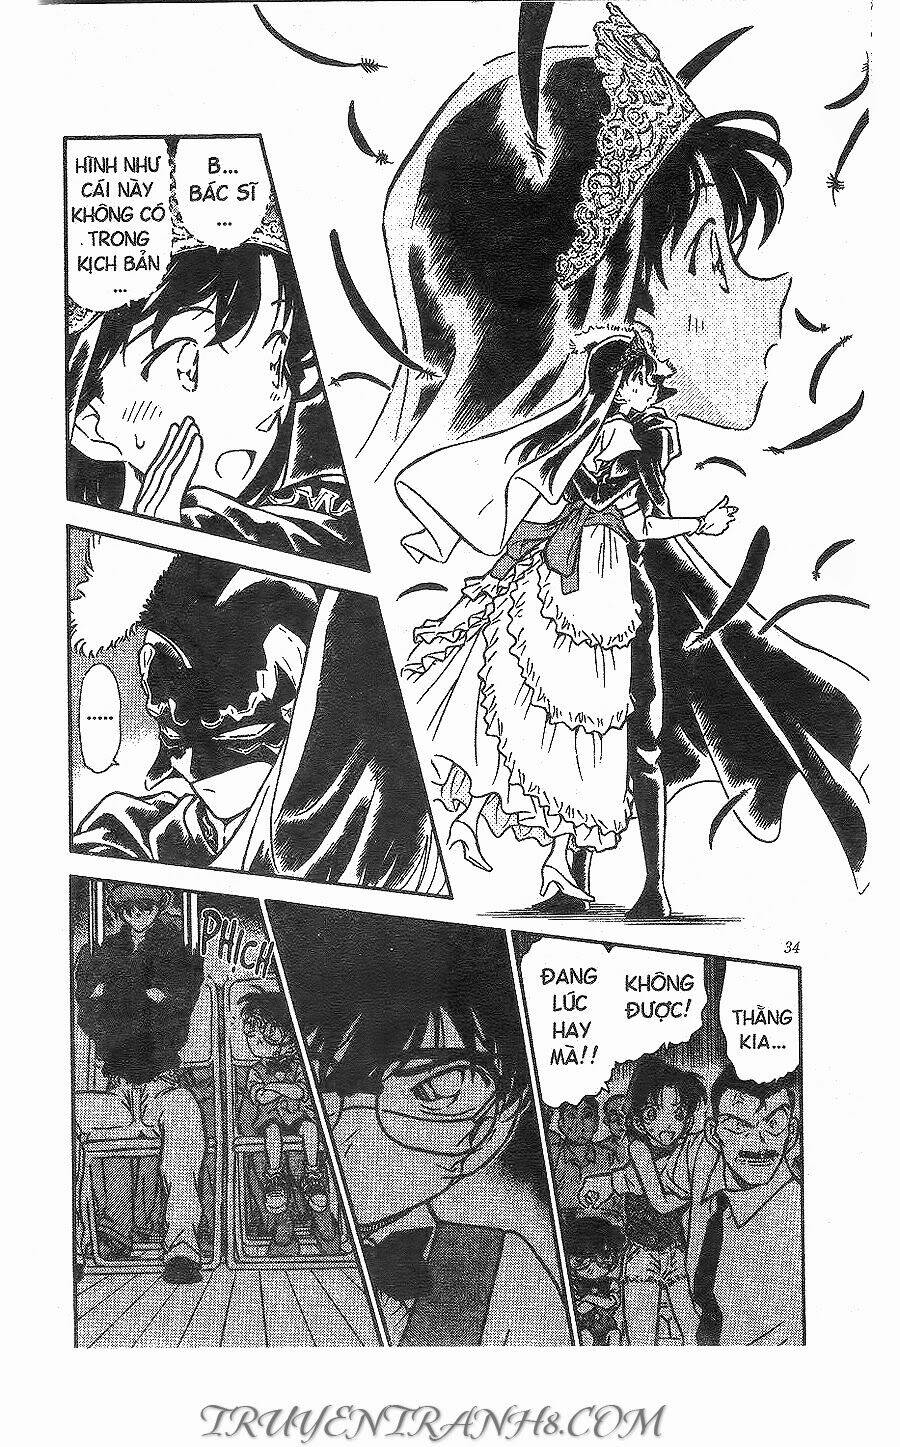 B...
BÁC SĨ
...
HÌNH NHƯ
CÁI NÀY
KHÔNG CÓ
TRONG
KỊCH BẢN
...
.....
34
THẰNG
KIA...
KHÔNG
ĐƯỢC!
ĐANG
LÚC
HAY
MÀ!!
PHỊCH
TRUYENTRANH8.COM